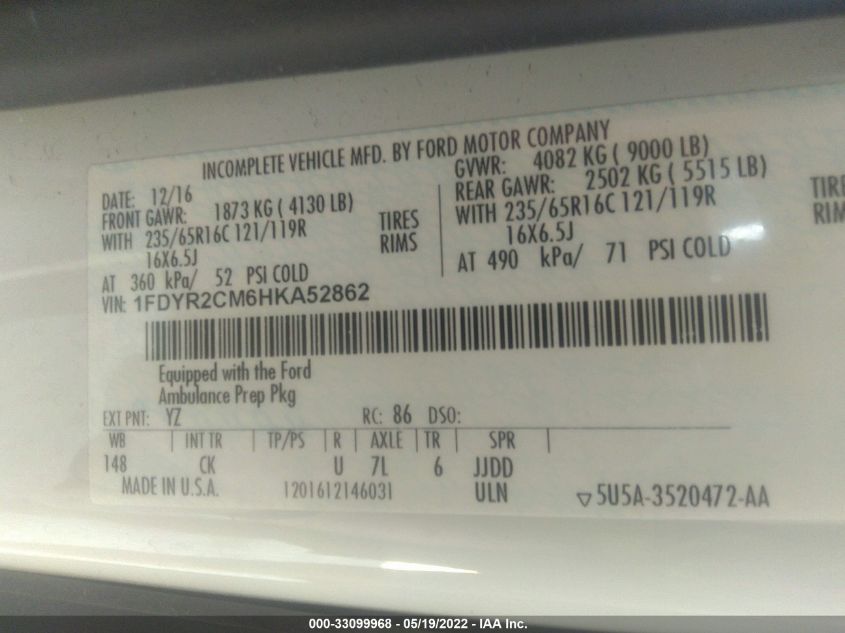 INCOMPLETE VEHICLE MFD. BY FORD MOTOR COMPANY
DATE: 12/16
FRONT GAWR: 1873 KG ( 4130 LB)
WITH 235/65R16C 121/119R TIRES
16X6.5J RIMS
AT 360 kPa/ 52 PSI COLD
GVWR: 4082 KG ( 9000 LB)
REAR GAWR: 2502 KG ( 5515 LB)
WITH 235/65R16C 121/119R
16X6.5J
AT 490 kPa/ 71 PSI COLD
VIN: 1FDYR2CM6HKA52862
Equipped with the Ford
Ambulance Prep Pkg
EXT PNT: YZ RC: 86 DSO:
WB INT TR TP/PS R AXLE TR SPR
148 CK U 7L 6 JJDD
MADE IN U.S.A. 1201612146031 ULN ▽5U5A-3520472-AA
000-33099968 - 05/19/2022 - IAA Inc.